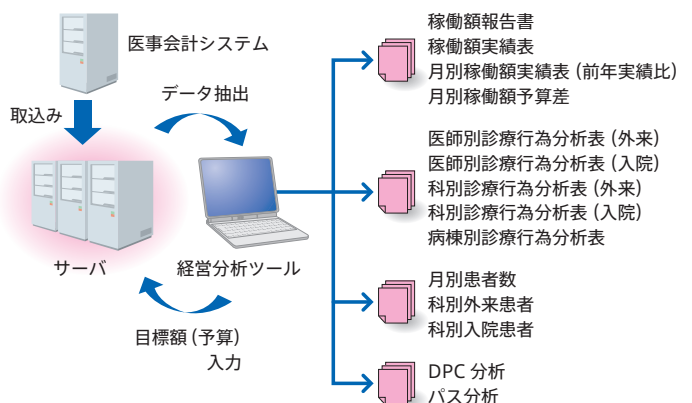 医事会計システム
取込み
データ抽出
サーバ
経営分析ツール
目標額（予算）
入力
稼働額報告書
稼働額実績表
月別稼働額実績表（前年実績比）
月別稼働額予算差
医師別診療行為分析表（外来）
医師別診療行為分析表（入院）
科別診療行為分析表（外来）
科別診療行為分析表（入院）
病棟別診療行為分析表
月別患者数
科別外来患者
科別入院患者
DPC 分析
パス分析